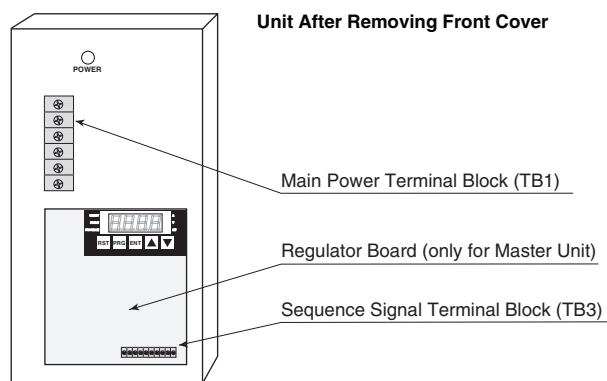 Unit After Removing Front Cover
POWER
Main Power Terminal Block (TB1)
RST PRG ENT
Regulator Board (only for Master Unit)
Sequence Signal Terminal Block (TB3)